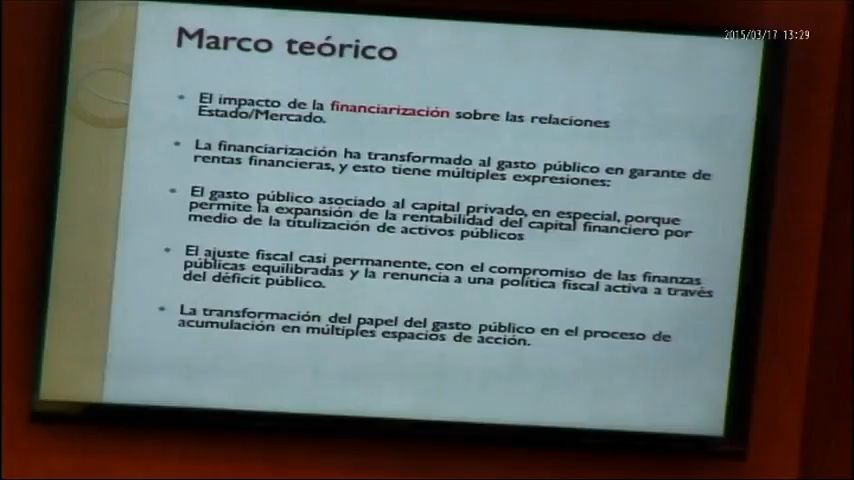 2015/03/17 13:29
Marco teórico
El impacto de la financiarización sobre las relaciones
Estado/Mercado.
La financiarización ha transformado al gasto público en garante de
rentas financieras, y esto tiene múltiples expresiones:
El gasto público asociado al capital privado, en especial, porque
permite la expansión de la rentabilidad del capital financiero por
medio de la titulización de activos públicos
El ajuste fiscal casi permanente, con el compromiso de las finanzas
públicas equilibradas y la renuncia a una política fiscal activa a través
del déficit público.
La transformación del papel del gasto público en el proceso de
acumulación en múltiples espacios de acción.